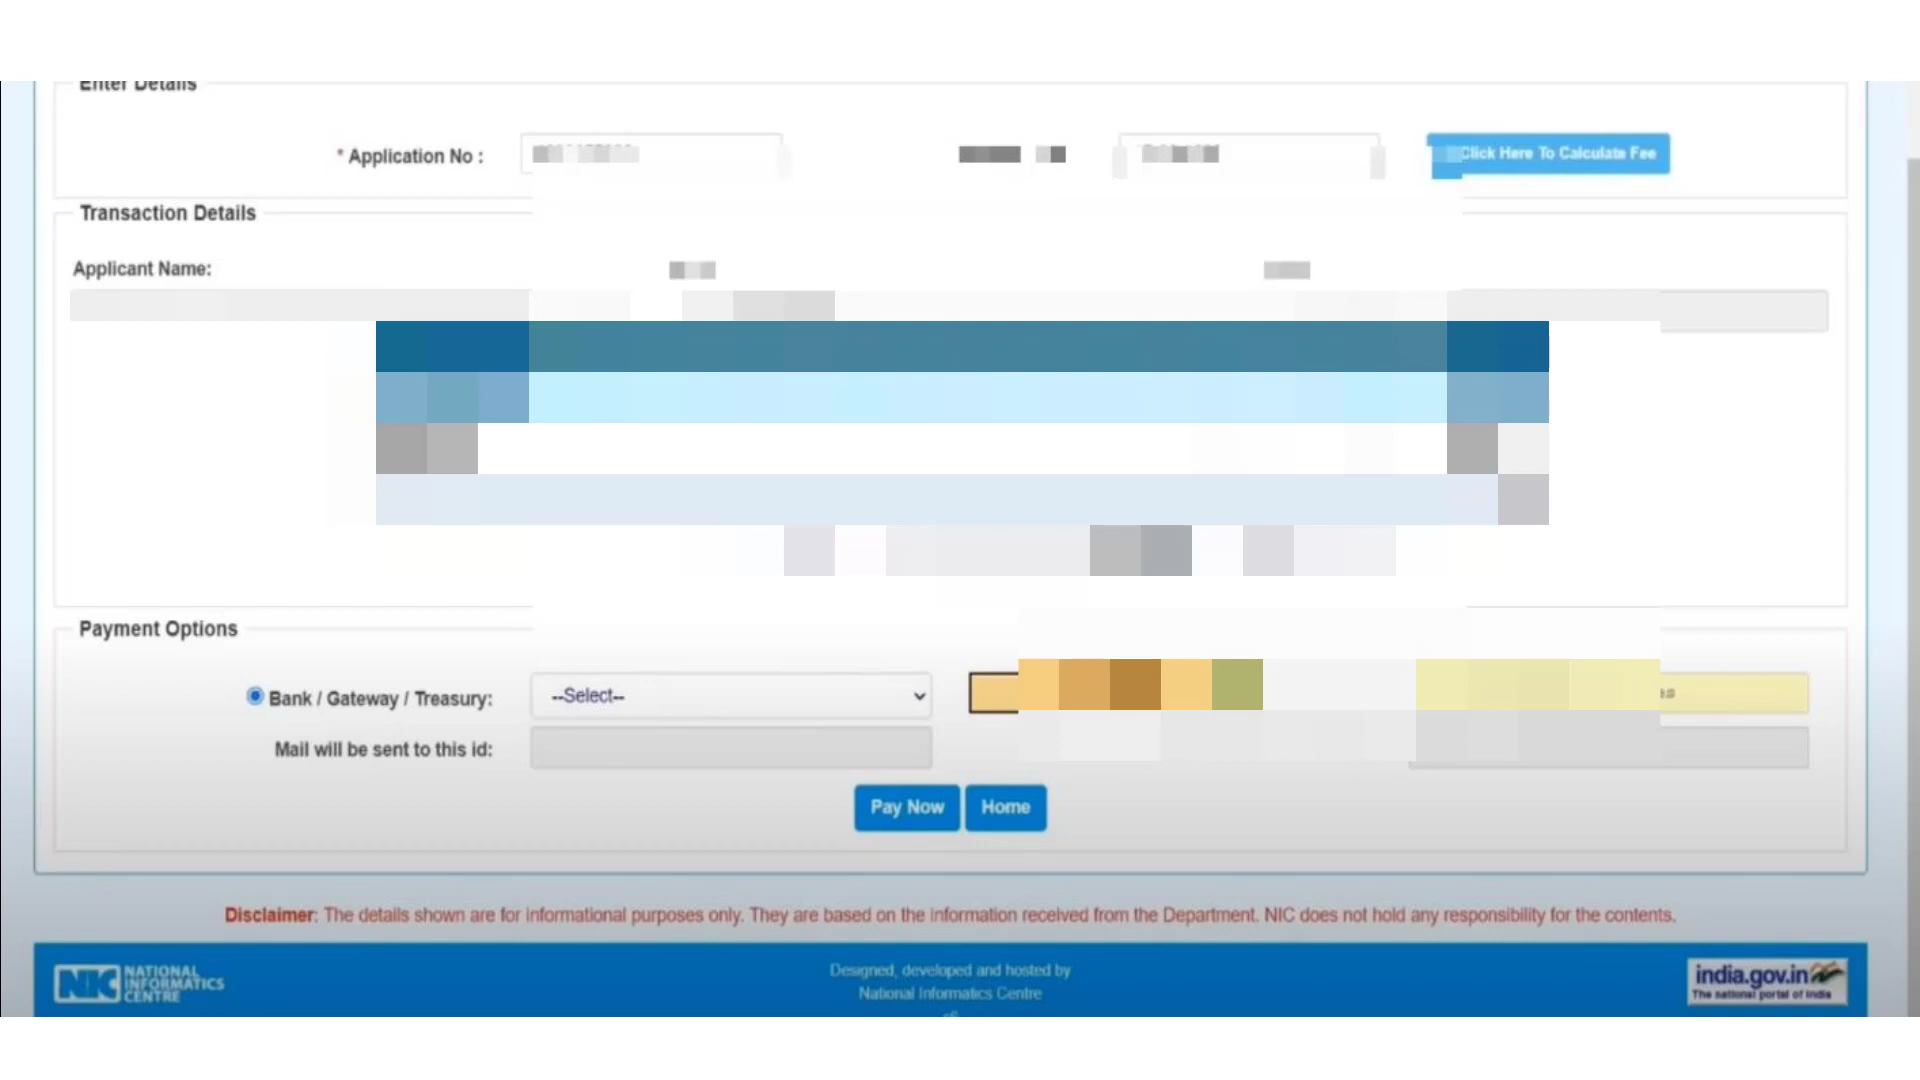 Enter Details
* Application No :
Click Here To Calculate Fee
Transaction Details
Applicant Name:
Payment Options
Bank / Gateway / Treasury:
--Select--
Mail will be sent to this id:
Pay Now
Home
Disclaimer: The details shown are for informational purposes only. They are based on the information received from the Department. NIC does not hold any responsibility for the contents.
NIC
NATIONAL
INFORMATICS
CENTRE
Designed, developed and hosted by
National Informatics Centre
india.gov.in
The national portal of India